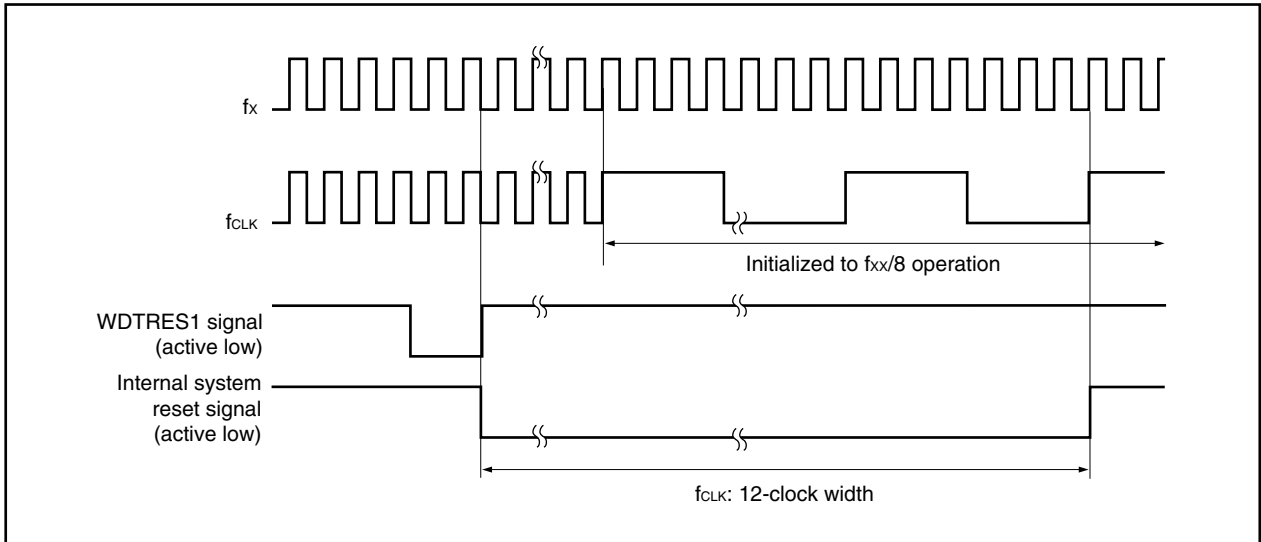 fX
fCLK
Initialized to fXX/8 operation
WDTRES1 signal
(active low)
Internal system
reset signal
(active low)
fCLK: 12-clock width